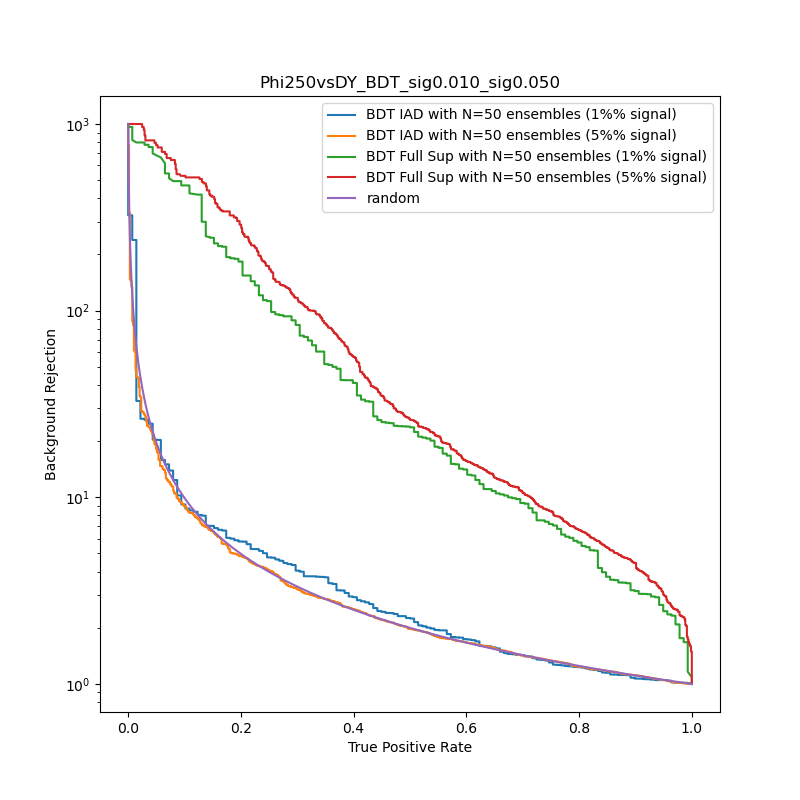 Phi250vsDY_BDT_sig0.010_sig0.050
BDT IAD with N=50 ensembles (1%% signal)
BDT IAD with N=50 ensembles (5%% signal)
BDT Full Sup with N=50 ensembles (1%% signal)
BDT Full Sup with N=50 ensembles (5%% signal)
random
10³
10²
10¹
10⁰
Background Rejection
0.0 0.2 0.4 0.6 0.8 1.0
True Positive Rate